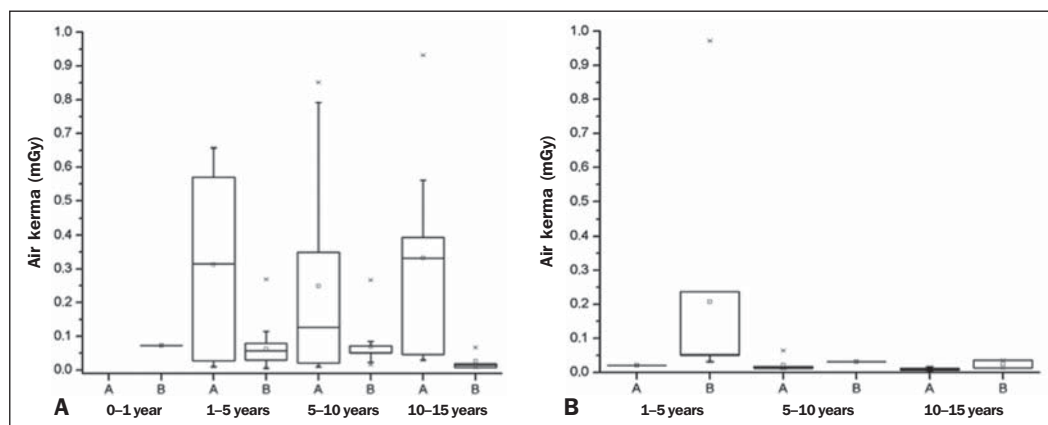 Air kerma (mGy)
1.0
0.9
0.8
0.7
0.6
0.5
0.4
0.3
0.2
0.1
0.0
A B A B A B A B
0–1 year 1–5 years 5–10 years 10–15 years
A
Air kerma (mGy)
1.0
0.9
0.8
0.7
0.6
0.5
0.4
0.3
0.2
0.1
0.0
A B A B A B
1–5 years 5–10 years 10–15 years
B